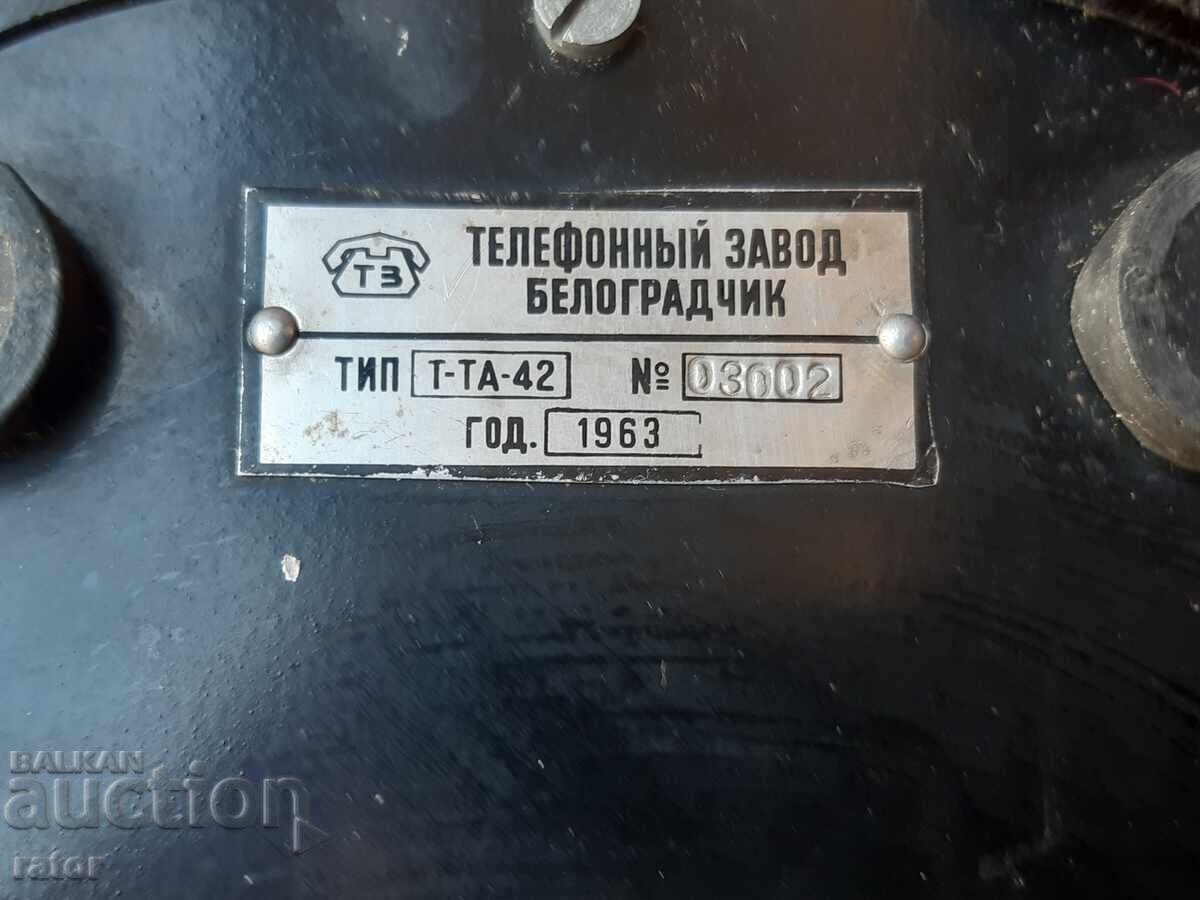 ТЗ
ТЕЛЕФОННЫЙ ЗАВОД
БЕЛОГРАДЧИК
ТИП Т-ТА-42 № 03002
ГОД. 1963
BALKAN
auction
rator